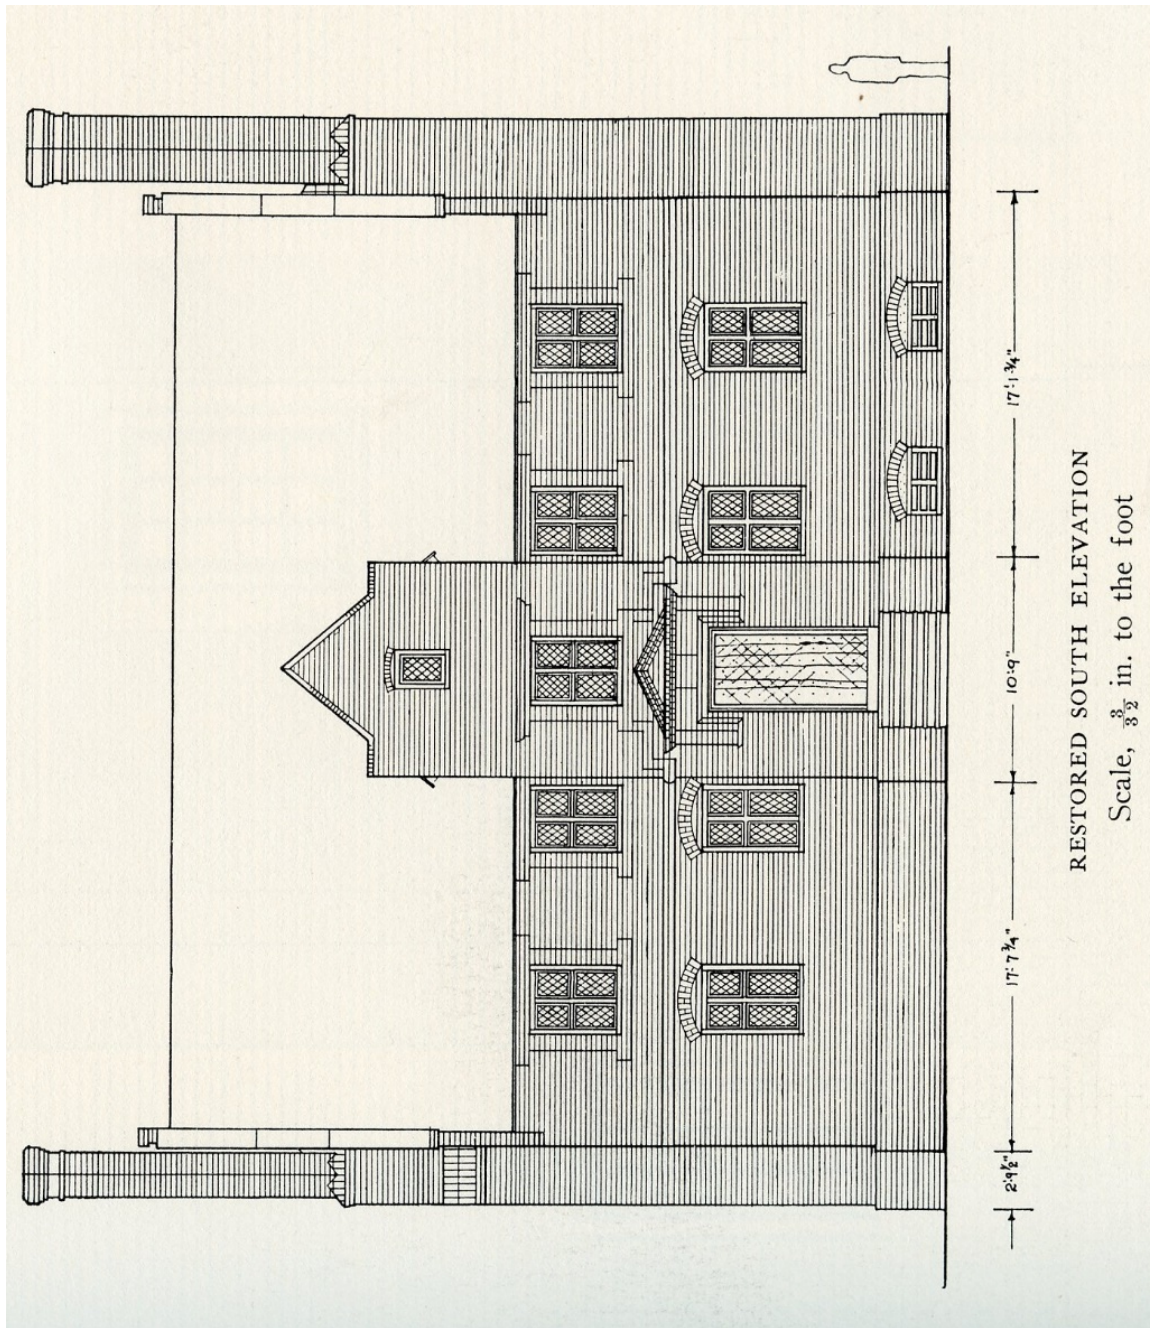 2'.9½" 17'.7¾" 10'.9" 17'.1¾"
RESTORED SOUTH ELEVATION
Scale, 3/32 in. to the foot